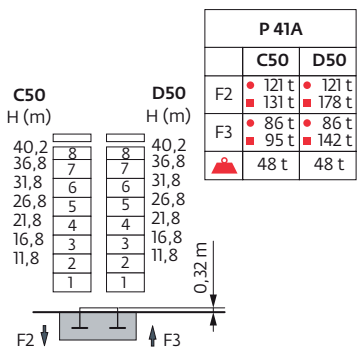 P 41A
C50 D50
F2 121 t 121 t
131 t 178 t
F3 86 t 86 t
95 t 142 t
48 t 48 t
C50 D50
H (m) H (m)
40,2 8 8 40,2
36,8 7 7 36,8
31,8 6 6 31,8
26,8 5 5 26,8
21,8 4 4 21,8
16,8 3 3 16,8
11,8 2 2 11,8
1 1
0,32 m
F2 F3